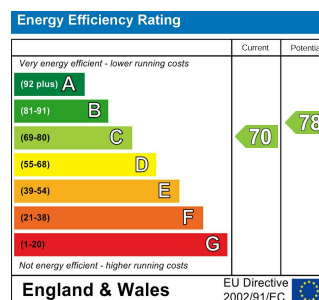 Energy Efficiency Rating
Current Potentia
Very energy efficient - lower running costs
(92 plus) A
(81-91) B
(69-80) C
70
78
(55-68) D
(39-54) E
(21-38) F
(1-20) G
Not energy efficient - higher running costs
England & Wales
EU Directive
2002/91/EC